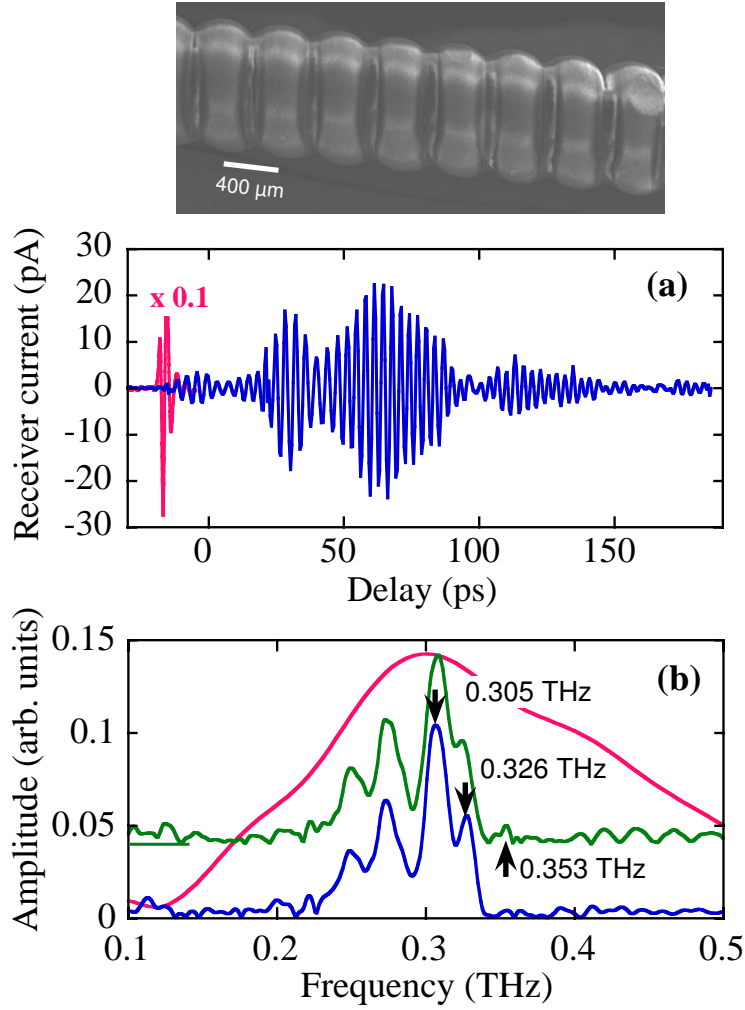 400 μm
30
20
10
0
-10
-20
-30
Receiver current (pA)
x 0.1
(a)
0
50
100
150
Delay (ps)
0.15
0.1
0.05
0
Amplitude (arb. units)
(b)
0.305 THz
0.326 THz
0.353 THz
0.1
0.2
0.3
0.4
0.5
Frequency (THz)